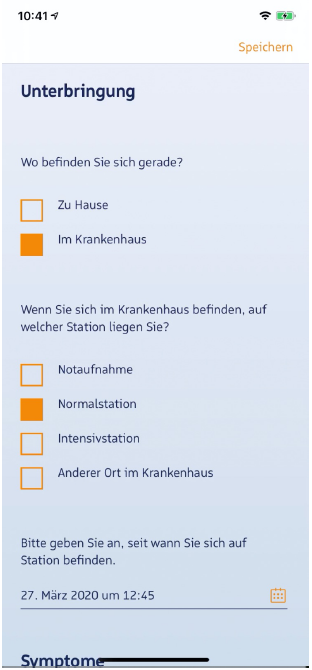 10:41
Speichern
Unterbringung
Wo befinden Sie sich gerade?
Zu Hause
Im Krankenhaus
Wenn Sie sich im Krankenhaus befinden, auf
welcher Station liegen Sie?
Notaufnahme
Normalstation
Intensivstation
Anderer Ort im Krankenhaus
Bitte geben Sie an, seit wann Sie sich auf
Station befinden.
27. März 2020 um 12:45
Symptome